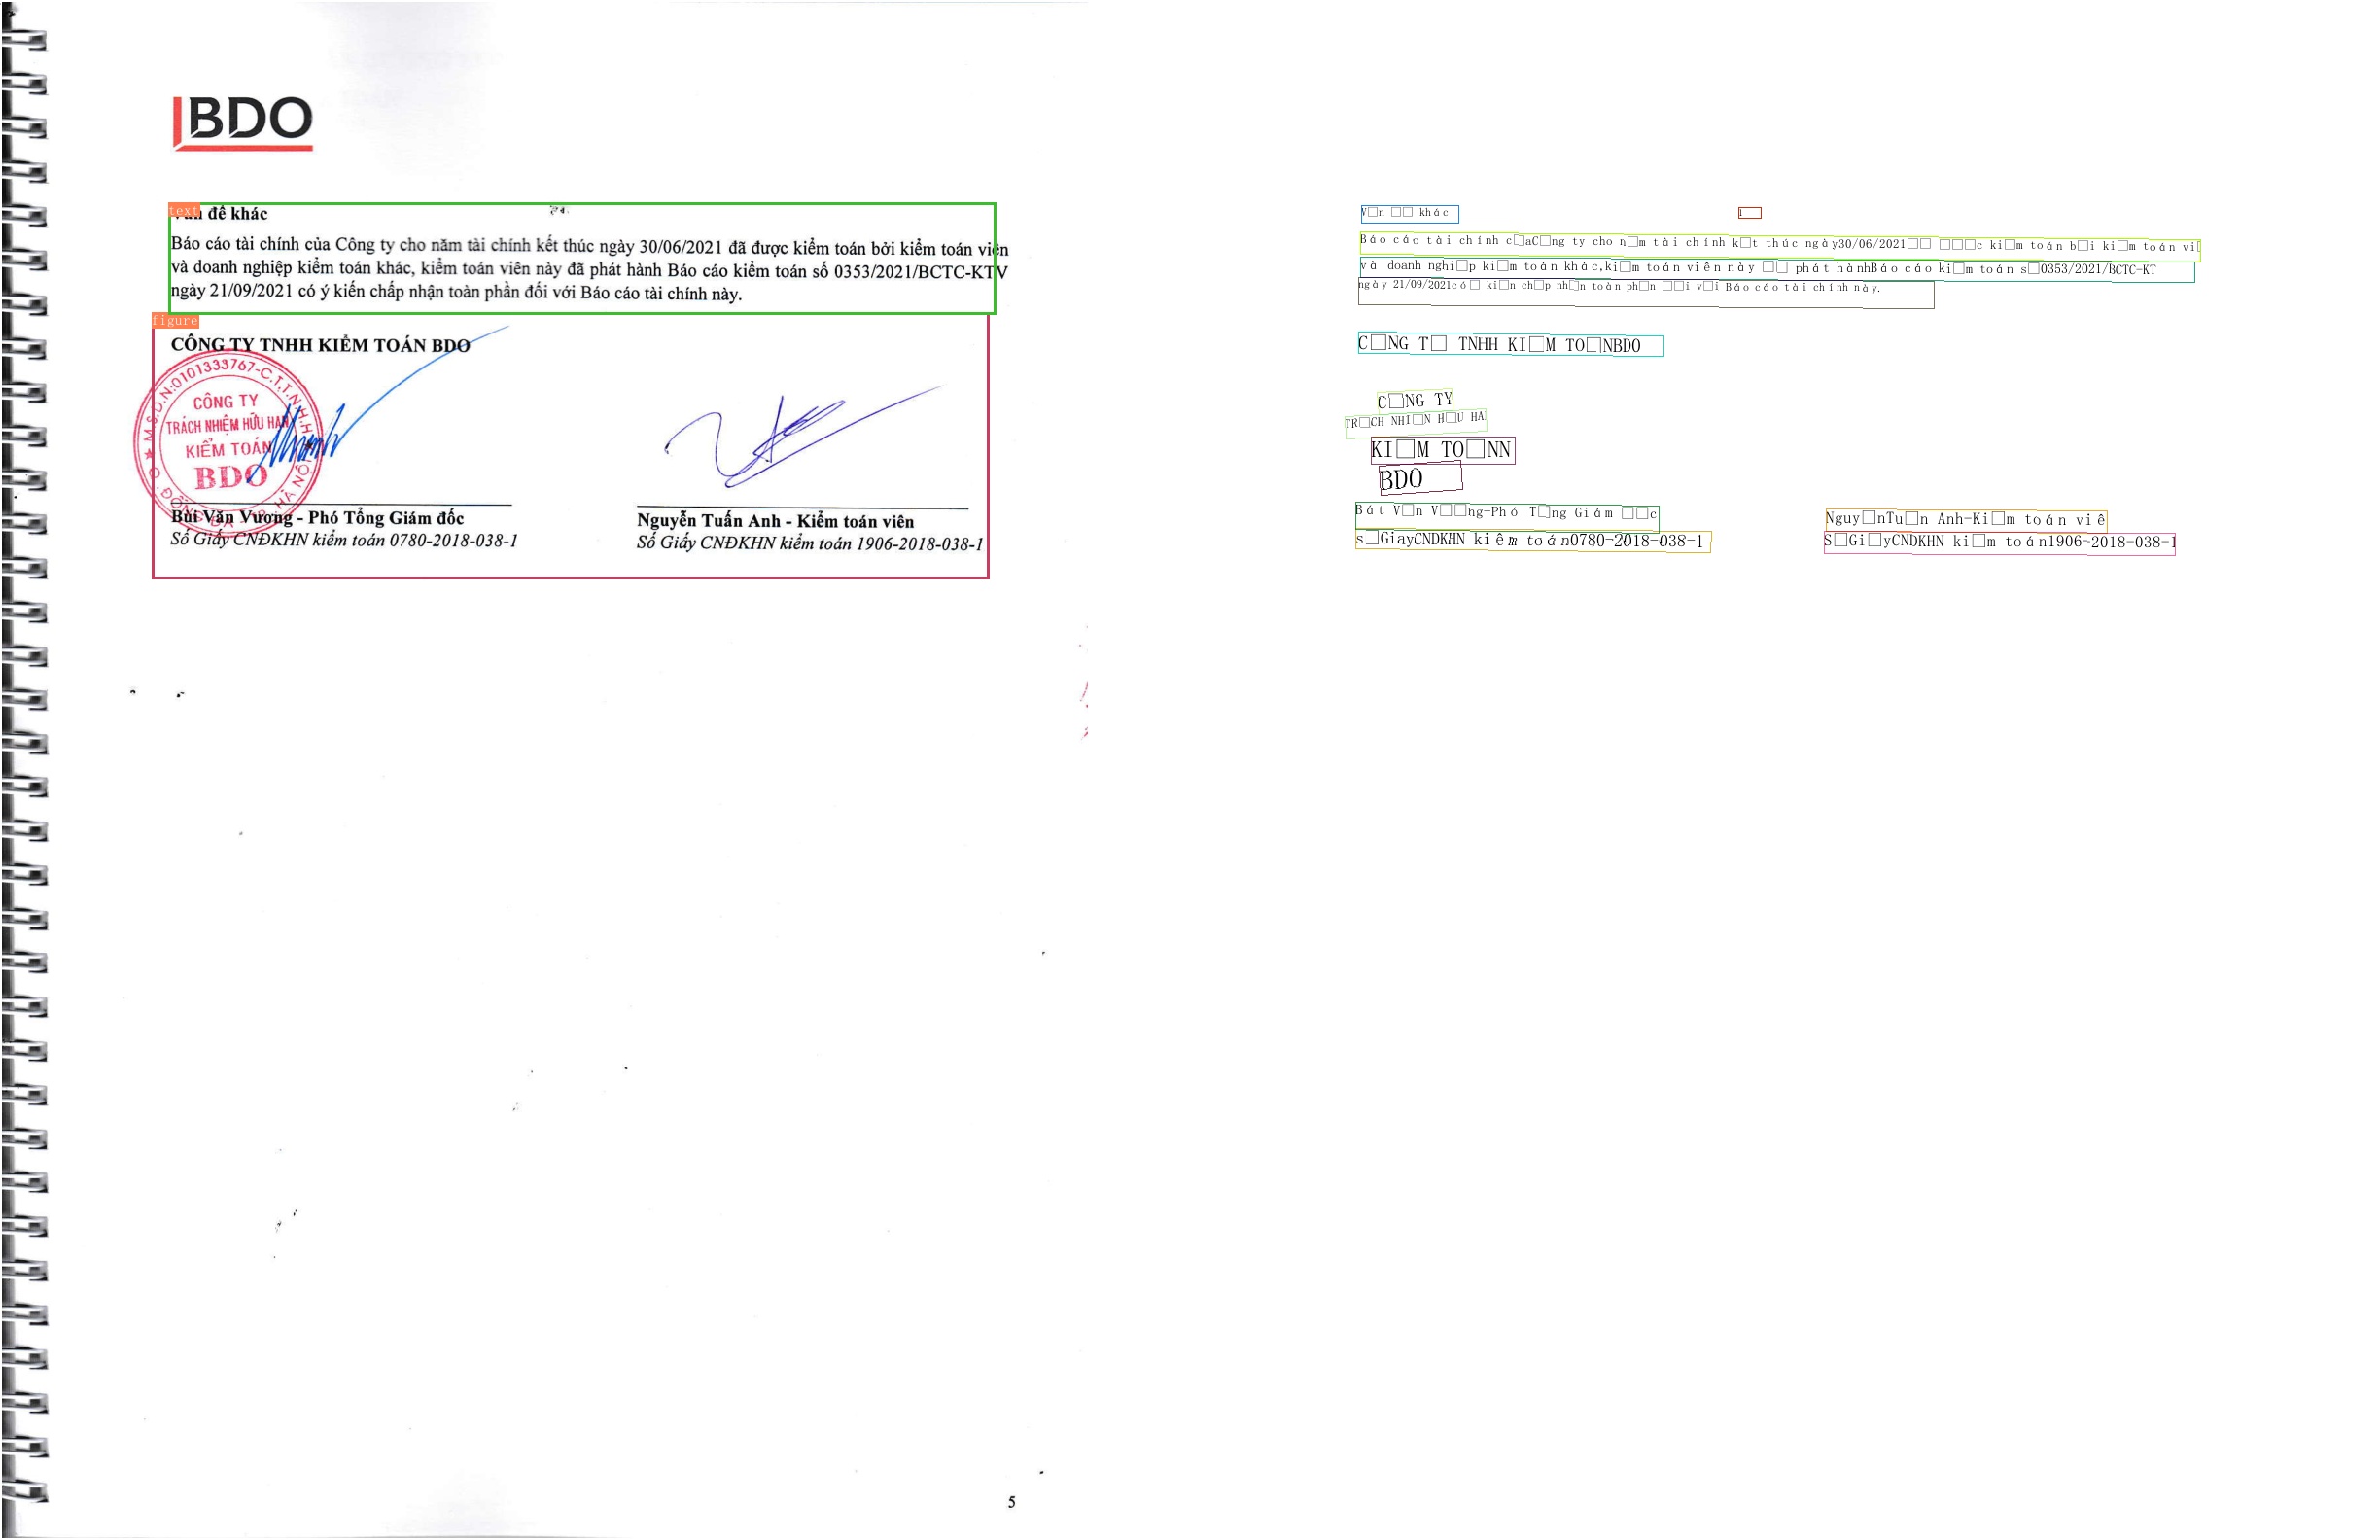 BDO
text
đề khác
Báo cáo tài chính của Công ty cho năm tài chính kết thúc ngày 30/06/2021 đã được kiểm toán bởi kiểm toán viên
và doanh nghiệp kiểm toán khác, kiểm toán viên này đã phát hành Báo cáo kiểm toán số 0353/2021/BCTC-KTV
ngày 21/09/2021 có ý kiến chấp nhận toàn phần đối với Báo cáo tài chính này.
figure
CÔNG TY TNHH KIỂM TOÁN BDO
M.S.D.N:0101333767-C.T.T.N.H.H
CÔNG TY
TRÁCH NHIỆM HỮU HẠN
KIỂM TOÁN
BDO
Bùi Văn Vương - Phó Tổng Giám đốc
Số Giấy CNĐKHN kiểm toán 0780-2018-038-1
Nguyễn Tuấn Anh - Kiểm toán viên
Số Giấy CNĐKHN kiểm toán 1906-2018-038-1
5
V□n □□ khác
1
Báo cáo tài chính c□aC□ng ty cho n□m tài chính k□t thúc ngày30/06/2021□□ □□□c ki□m toán b□i ki□m toán vi□
và doanh nghi□p ki□m toán khác,ki□m toán viên này □□ phát hànhBáo cáo ki□m toán s□0353/2021/BCTC-KT
ngày 21/09/2021có□ ki□n ch□p nh□n toàn ph□n □□i v□i Báo cáo tài chính này.
C□NG T□ TNHH KI□M TO□NBDO
C□NG TY
TR□CH NHI□N H□U HA
KI□M TO□NN
BDO
Bát V□n V□□ng-Phó T□ng Giám □□c
s□GiayCNDKHN kiêm toán0780-2018-038-1
Nguy□nTu□n Anh-Ki□m toán viê
S□Gi□yCNDKHN ki□m toán1906-2018-038-1